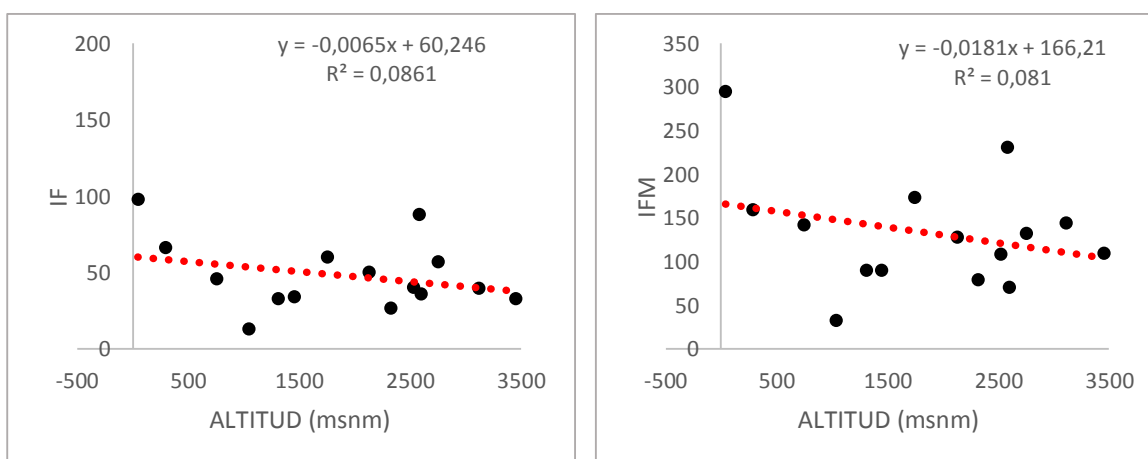 y = -0,0065x + 60,246
R² = 0,0861
200
150
100
50
0
-500 500 1500 2500 3500
IF
ALTITUD (msnm)
y = -0,0181x + 166,21
R² = 0,081
350
300
250
200
150
100
50
0
-500 500 1500 2500 3500
IFM
ALTITUD (msnm)